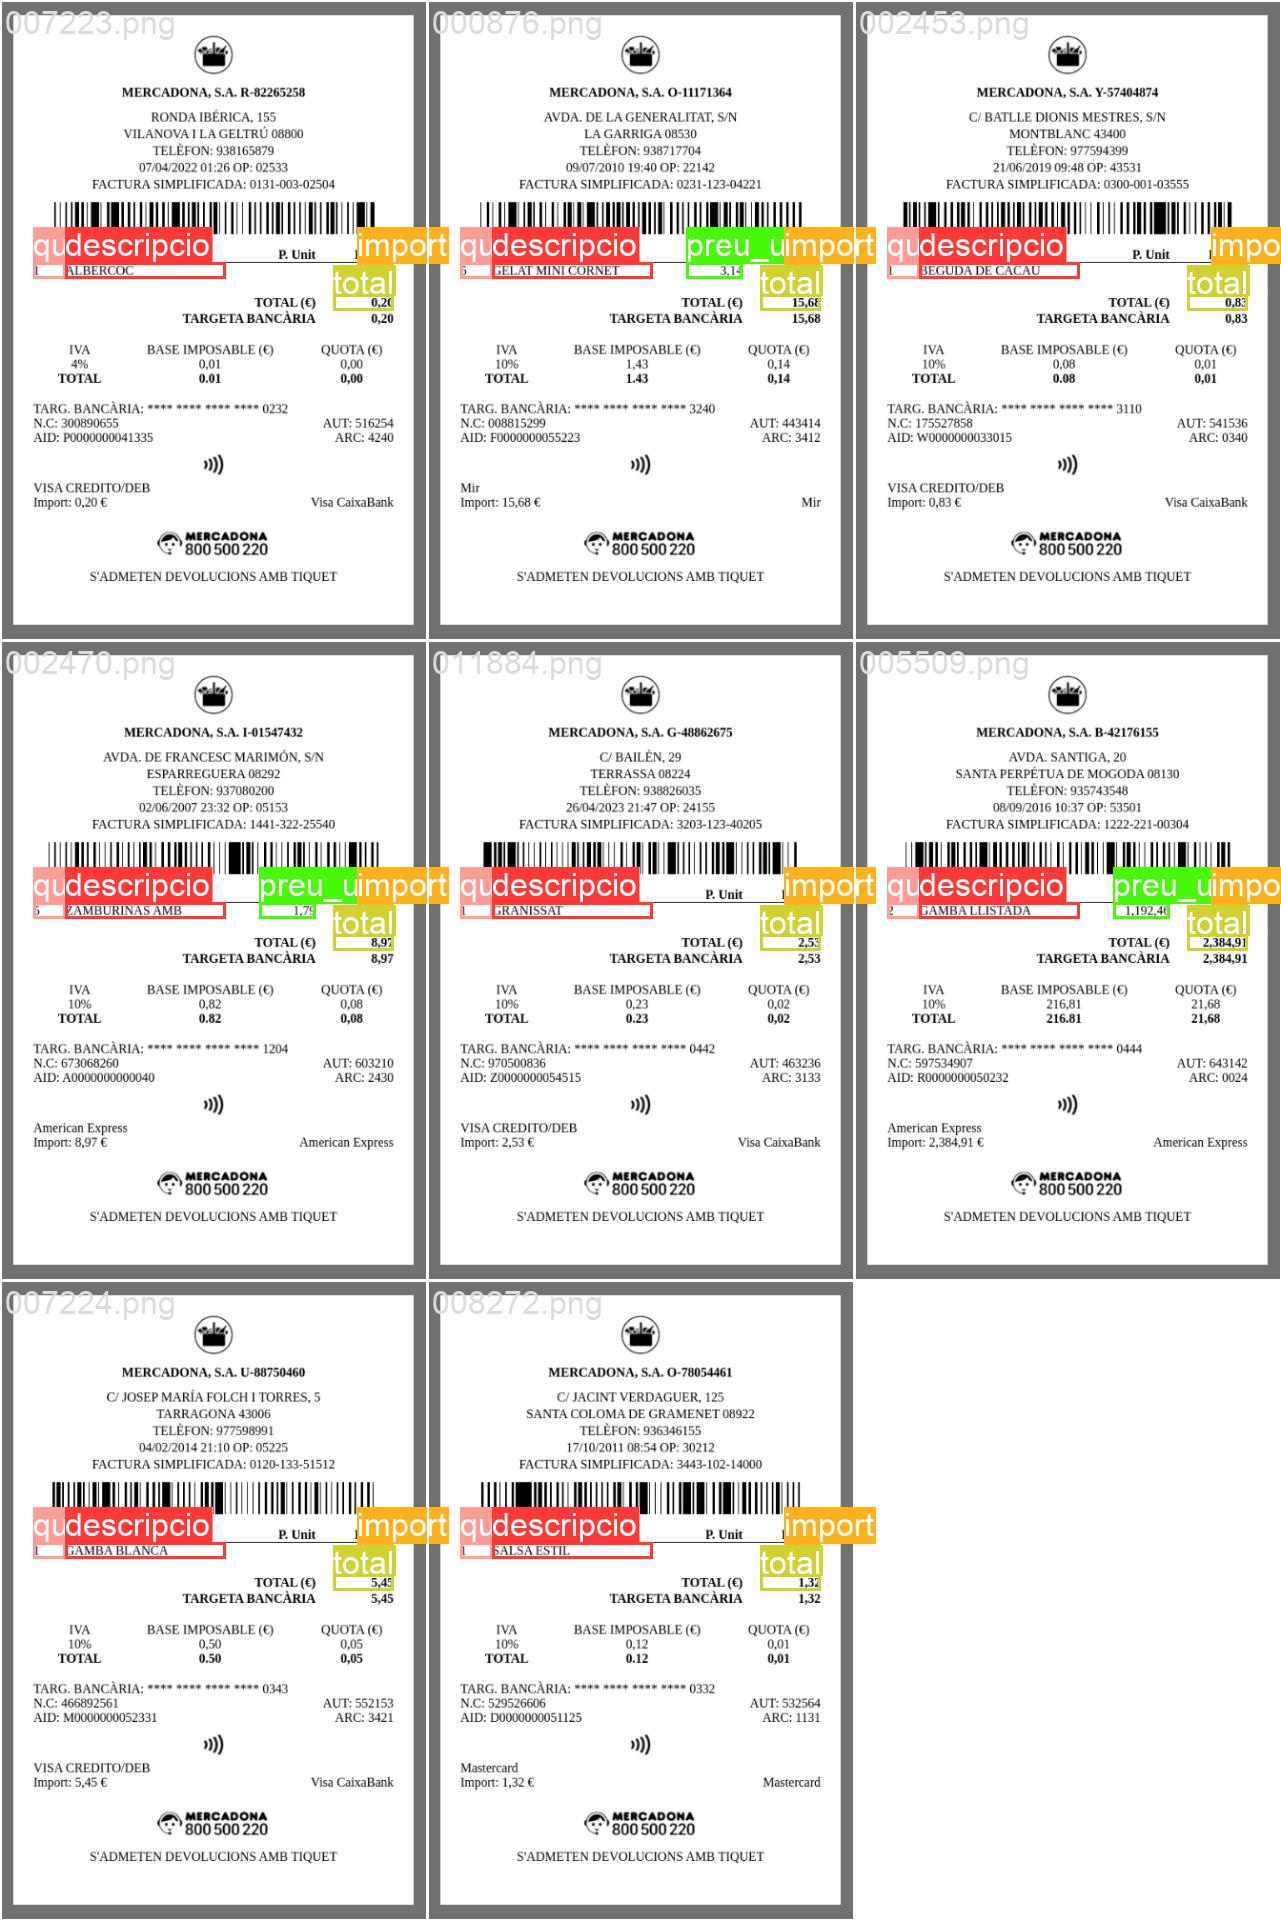 007223.png
MERCADONA, S.A. R-82265258
RONDA IBÉRICA, 155
VILANOVA I LA GELTRÚ 08800
TELÈFON: 938165879
07/04/2022 01:26 OP: 02533
FACTURA SIMPLIFICADA: 0131-003-02504
qu descripcio import
P. Unit
1 ALBERCOC
total
TOTAL (€) 0,20
TARGETA BANCÀRIA 0,20
IVA BASE IMPOSABLE (€) QUOTA (€)
4% 0,01 0,00
TOTAL 0.01 0,00
TARG. BANCÀRIA: **** **** **** **** 0232
N.C: 300890655 AUT: 516254
AID: P0000000041335 ARC: 4240
VISA CREDITO/DEB
Import: 0,20 € Visa CaixaBank
MERCADONA
800 500 220
S'ADMETEN DEVOLUCIONS AMB TIQUET
000876.png
MERCADONA, S.A. O-11171364
AVDA. DE LA GENERALITAT, S/N
LA GARRIGA 08530
TELÈFON: 938717704
09/07/2010 19:40 OP: 22142
FACTURA SIMPLIFICADA: 0231-123-04221
qu descripcio preu_u import
5 GELAT MINI CORNET 3,14
total
TOTAL (€) 15,68
TARGETA BANCÀRIA 15,68
IVA BASE IMPOSABLE (€) QUOTA (€)
10% 1,43 0,14
TOTAL 1.43 0,14
TARG. BANCÀRIA: **** **** **** **** 3240
N.C: 008815299 AUT: 443414
AID: F0000000055223 ARC: 3412
Mir
Import: 15,68 € Mir
MERCADONA
800 500 220
S'ADMETEN DEVOLUCIONS AMB TIQUET
002453.png
MERCADONA, S.A. Y-57404874
C/ BATLLE DIONIS MESTRES, S/N
MONTBLANC 43400
TELÈFON: 977594399
21/06/2019 09:48 OP: 43531
FACTURA SIMPLIFICADA: 0300-001-03555
qu descripcio impo
P. Unit
1 BEGUDA DE CACAU
total
TOTAL (€) 0,83
TARGETA BANCÀRIA 0,83
IVA BASE IMPOSABLE (€) QUOTA (€)
10% 0,08 0,01
TOTAL 0.08 0,01
TARG. BANCÀRIA: **** **** **** **** 3110
N.C: 175527858 AUT: 541536
AID: W0000000033015 ARC: 0340
VISA CREDITO/DEB
Import: 0,83 € Visa CaixaBank
MERCADONA
800 500 220
S'ADMETEN DEVOLUCIONS AMB TIQUET
002470.png
MERCADONA, S.A. I-01547432
AVDA. DE FRANCESC MARIMÓN, S/N
ESPARREGUERA 08292
TELÈFON: 937080200
02/06/2007 23:32 OP: 05153
FACTURA SIMPLIFICADA: 1441-322-25540
qu descripcio preu_u import
5 ZAMBURINAS AMB 1,79
total
TOTAL (€) 8,97
TARGETA BANCÀRIA 8,97
IVA BASE IMPOSABLE (€) QUOTA (€)
10% 0,82 0,08
TOTAL 0.82 0,08
TARG. BANCÀRIA: **** **** **** **** 1204
N.C: 673068260 AUT: 603210
AID: A0000000000040 ARC: 2430
American Express
Import: 8,97 € American Express
MERCADONA
800 500 220
S'ADMETEN DEVOLUCIONS AMB TIQUET
011884.png
MERCADONA, S.A. G-48862675
C/ BAILÉN, 29
TERRASSA 08224
TELÈFON: 938826035
26/04/2023 21:47 OP: 24155
FACTURA SIMPLIFICADA: 3203-123-40205
qu descripcio import
P. Unit
1 GRANISSAT
total
TOTAL (€) 2,53
TARGETA BANCÀRIA 2,53
IVA BASE IMPOSABLE (€) QUOTA (€)
10% 0,23 0,02
TOTAL 0.23 0,02
TARG. BANCÀRIA: **** **** **** **** 0442
N.C: 970500836 AUT: 463236
AID: Z0000000054515 ARC: 3133
VISA CREDITO/DEB
Import: 2,53 € Visa CaixaBank
MERCADONA
800 500 220
S'ADMETEN DEVOLUCIONS AMB TIQUET
005509.png
MERCADONA, S.A. B-42176155
AVDA. SANTIGA, 20
SANTA PERPÉTUA DE MOGODA 08130
TELÈFON: 935743548
08/09/2016 10:37 OP: 53501
FACTURA SIMPLIFICADA: 1222-221-00304
qu descripcio preu_u impo
2 GAMBA LLISTADA 1,192,46
total
TOTAL (€) 2,384,91
TARGETA BANCÀRIA 2,384,91
IVA BASE IMPOSABLE (€) QUOTA (€)
10% 216,81 21,68
TOTAL 216.81 21,68
TARG. BANCÀRIA: **** **** **** **** 0444
N.C: 597534907 AUT: 643142
AID: R0000000050232 ARC: 0024
American Express
Import: 2,384,91 € American Express
MERCADONA
800 500 220
S'ADMETEN DEVOLUCIONS AMB TIQUET
007224.png
MERCADONA, S.A. U-88750460
C/ JOSEP MARÍA FOLCH I TORRES, 5
TARRAGONA 43006
TELÈFON: 977598991
04/02/2014 21:10 OP: 05225
FACTURA SIMPLIFICADA: 0120-133-51512
qu descripcio import
P. Unit
1 GAMBA BLANCA
total
TOTAL (€) 5,45
TARGETA BANCÀRIA 5,45
IVA BASE IMPOSABLE (€) QUOTA (€)
10% 0,50 0,05
TOTAL 0.50 0,05
TARG. BANCÀRIA: **** **** **** **** 0343
N.C: 466892561 AUT: 552153
AID: M0000000052331 ARC: 3421
VISA CREDITO/DEB
Import: 5,45 € Visa CaixaBank
MERCADONA
800 500 220
S'ADMETEN DEVOLUCIONS AMB TIQUET
008272.png
MERCADONA, S.A. O-78054461
C/ JACINT VERDAGUER, 125
SANTA COLOMA DE GRAMENET 08922
TELÈFON: 936346155
17/10/2011 08:54 OP: 30212
FACTURA SIMPLIFICADA: 3443-102-14000
qu descripcio import
P. Unit
1 SALSA ESTIL
total
TOTAL (€) 1,32
TARGETA BANCÀRIA 1,32
IVA BASE IMPOSABLE (€) QUOTA (€)
10% 0,12 0,01
TOTAL 0.12 0,01
TARG. BANCÀRIA: **** **** **** **** 0332
N.C: 529526606 AUT: 532564
AID: D0000000051125 ARC: 1131
Mastercard
Import: 1,32 € Mastercard
MERCADONA
800 500 220
S'ADMETEN DEVOLUCIONS AMB TIQUET